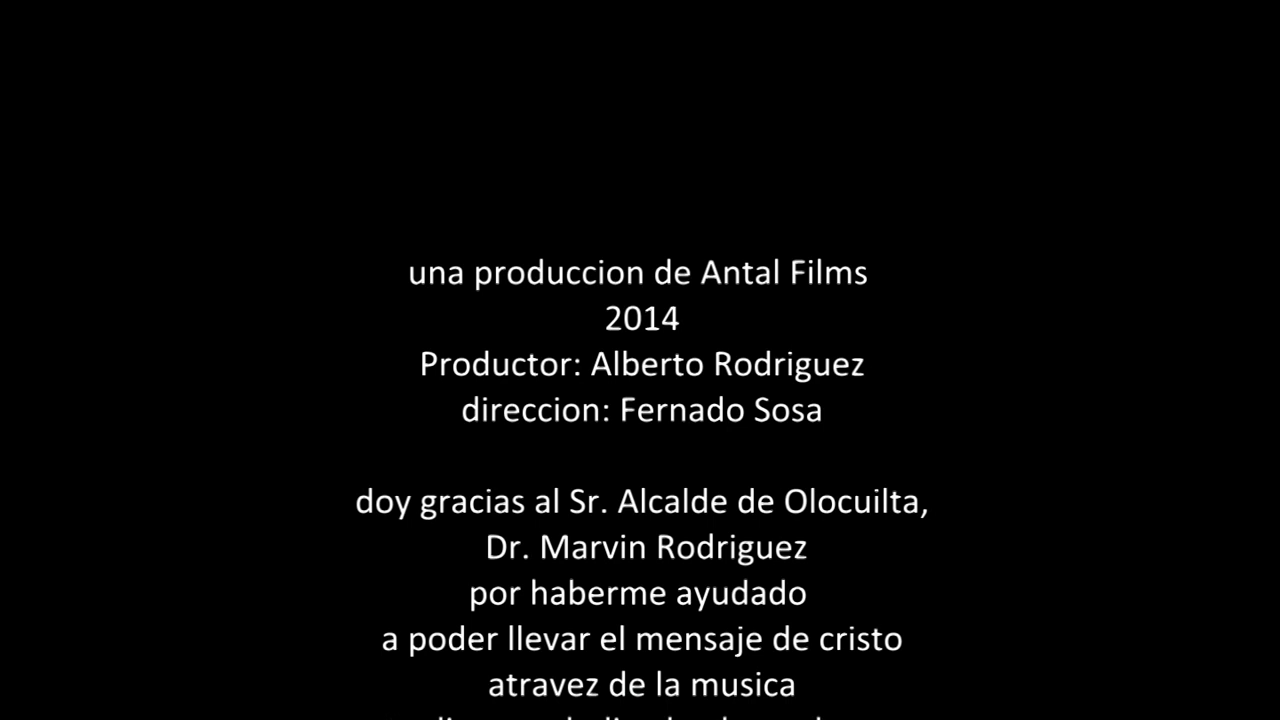 una produccion de Antal Films
2014
Productor: Alberto Rodriguez
direccion: Fernado Sosa
doy gracias al Sr. Alcalde de Olocuilta,
Dr. Marvin Rodriguez
por haberme ayudado
a poder llevar el mensaje de cristo
atravez de la musica